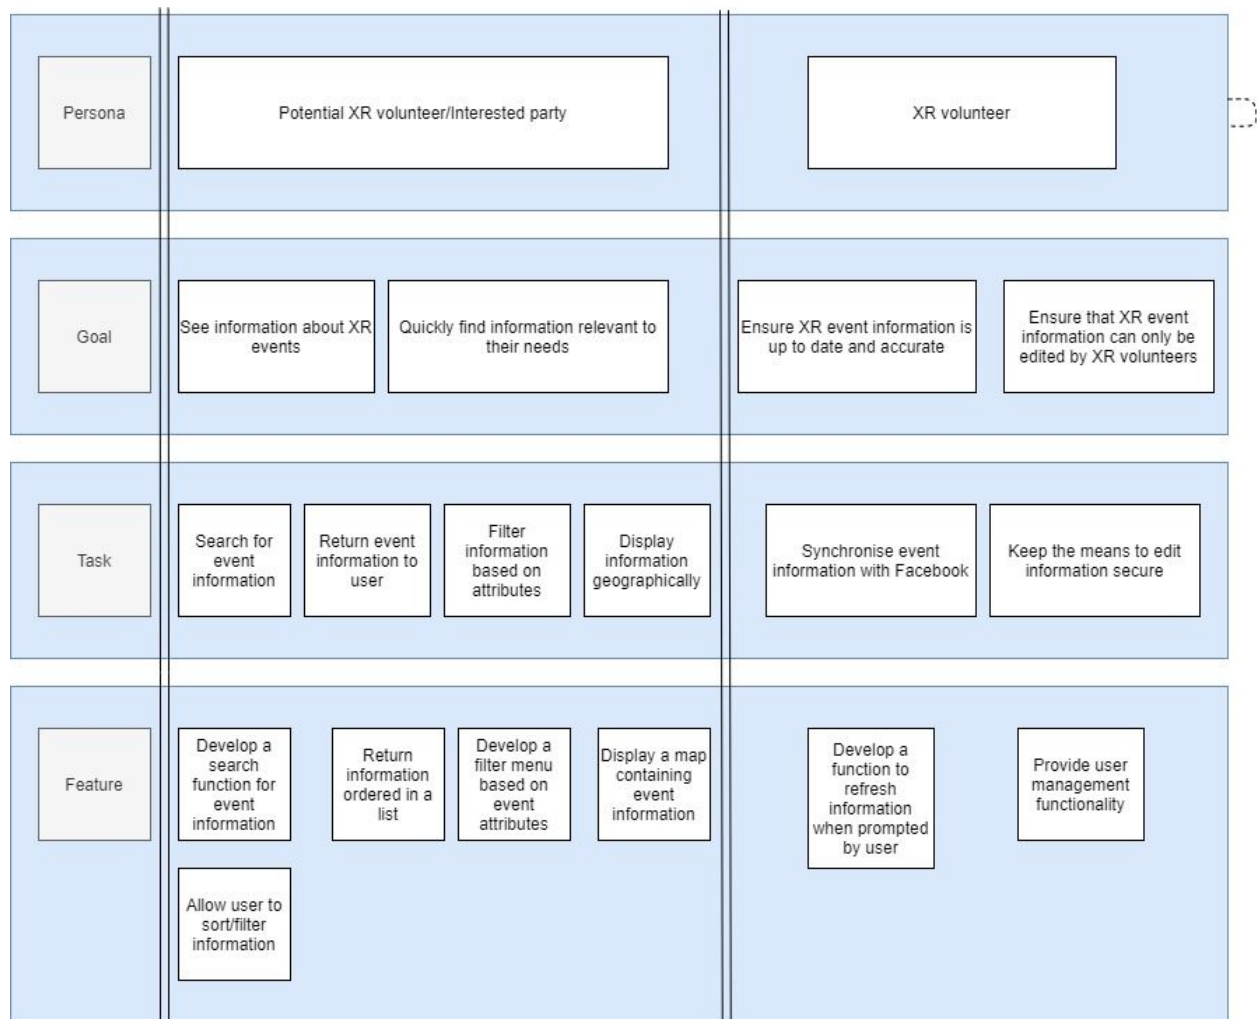 Persona
Potential XR volunteer/Interested party
XR volunteer
Goal
See information about XR
events
Quickly find information relevant to
their needs
Ensure XR event information is
up to date and accurate
Ensure that XR event
information can only be
edited by XR volunteers
Task
Search for
event
information
Return event
information to
user
Filter
information
based on
attributes
Display
information
geographically
Synchronise event
information with Facebook
Keep the means to edit
information secure
Feature
Develop a
search
function for
event
information
Return
information
ordered in a
list
Develop a
filter menu
based on
event
attributes
Display a map
containing
event
information
Develop a
function to
refresh
information
when prompted
by user
Provide user
management
functionality
Allow user to
sort/filter
information